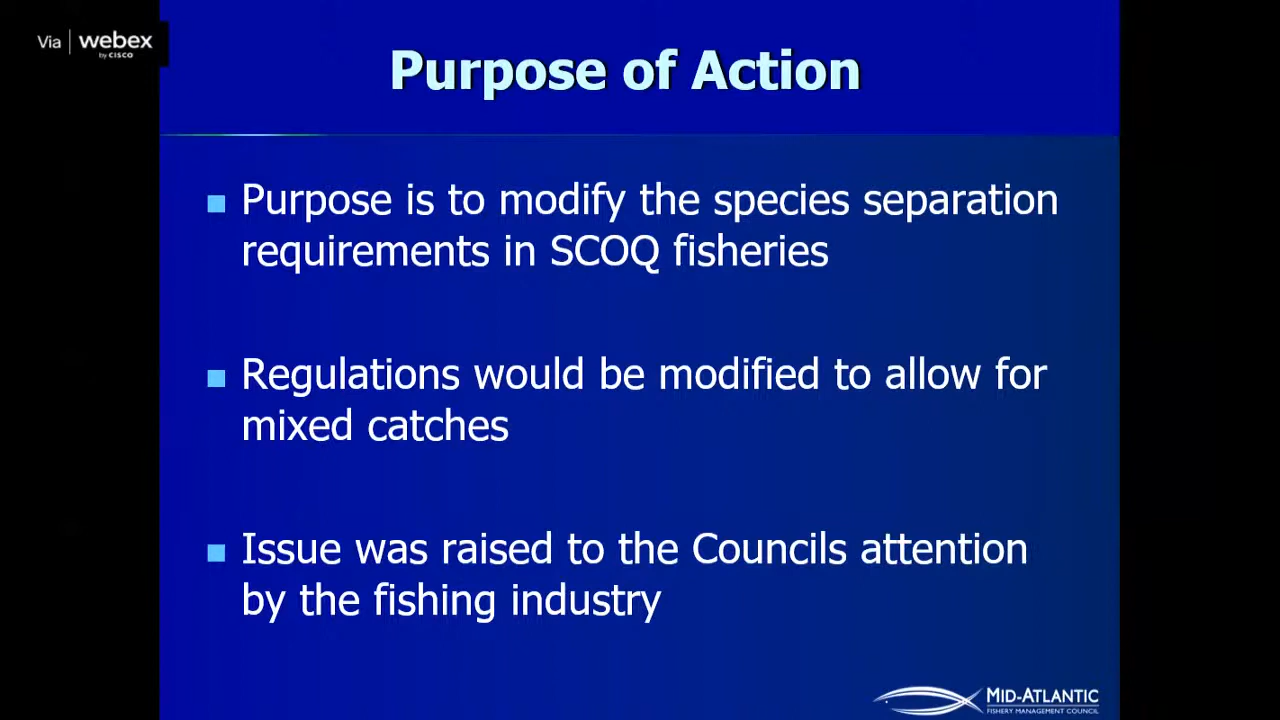 Via webex
by CISCO
Purpose of Action
Purpose is to modify the species separation
requirements in SCOQ fisheries
Regulations would be modified to allow for
mixed catches
Issue was raised to the Councils attention
by the fishing industry
MID-ATLANTIC
FISHERY MANAGEMENT COUNCIL